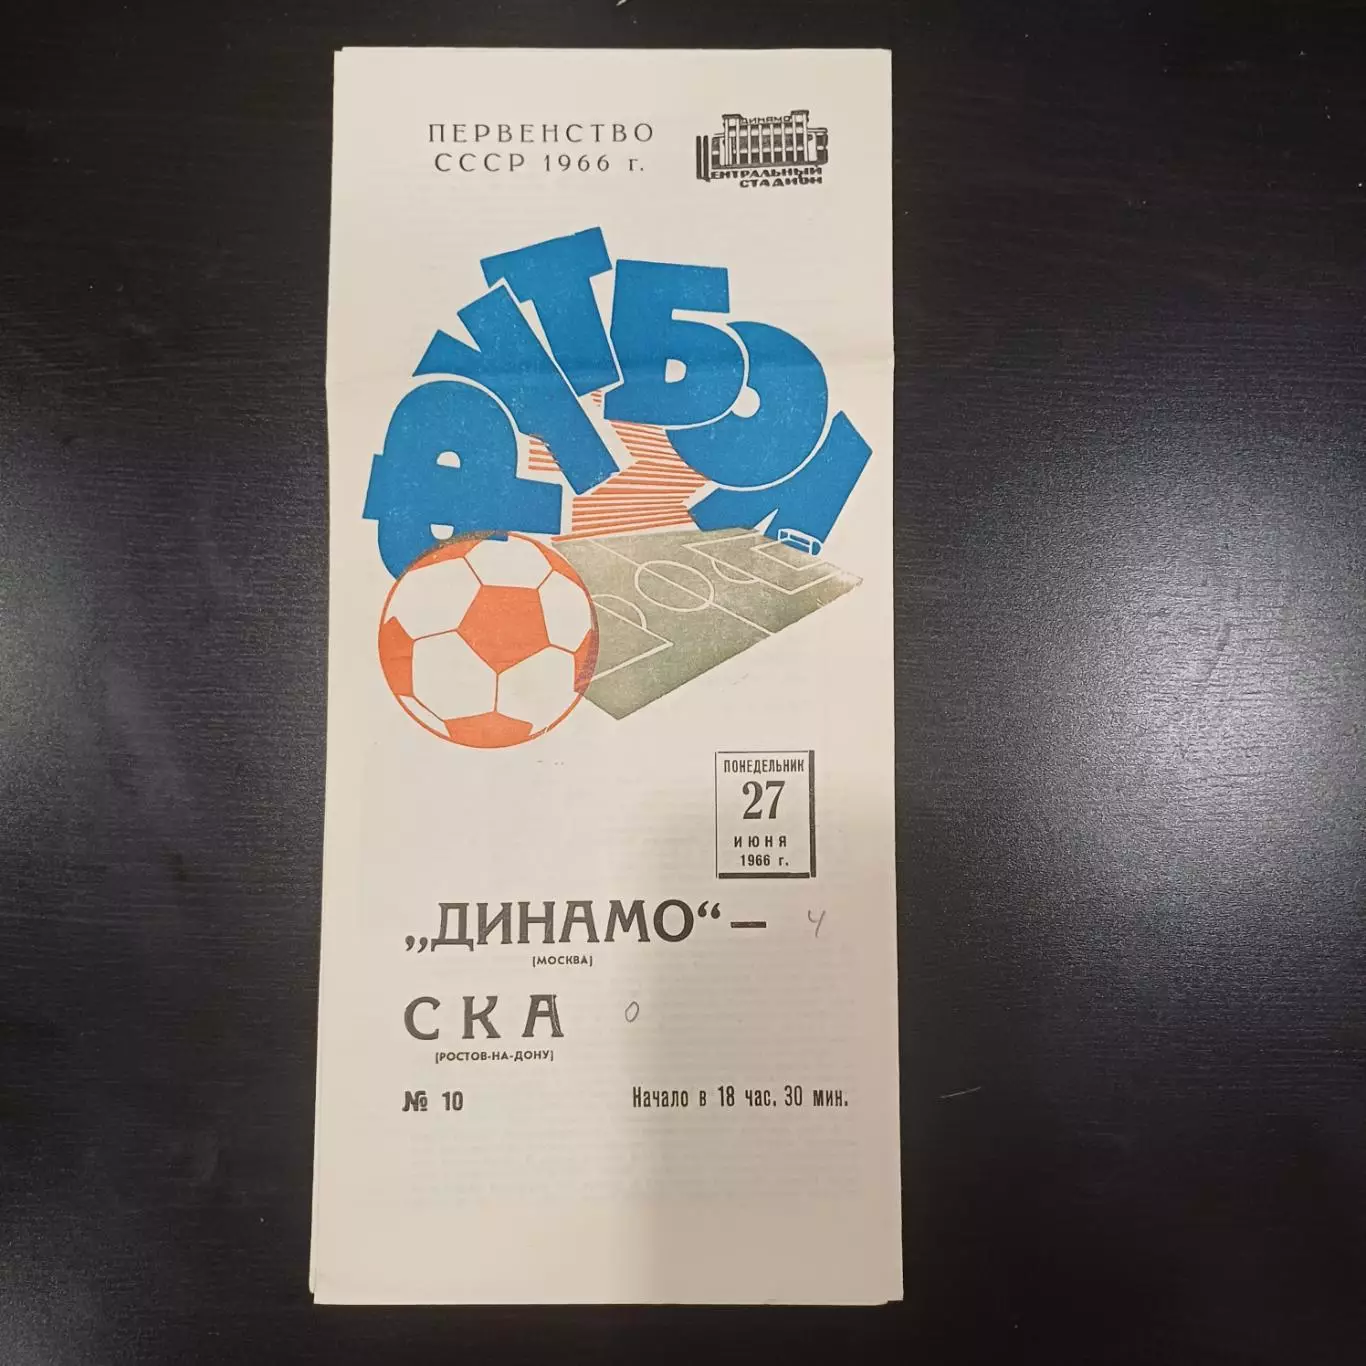 ПЕРВЕНСТВО
СССР 1966 г.
ДИНАМО
ЦЕНТРАЛЬНЫЙ
СТАДИОН
ФУТБОЛ
ПОНЕДЕЛЬНИК
27
ИЮНЯ
1966 г.
„ДИНАМО“ — 4
(МОСКВА)
СКА 0
(РОСТОВ-НА-ДОНУ)
№ 10 Начало в 18 час. 30 мин.